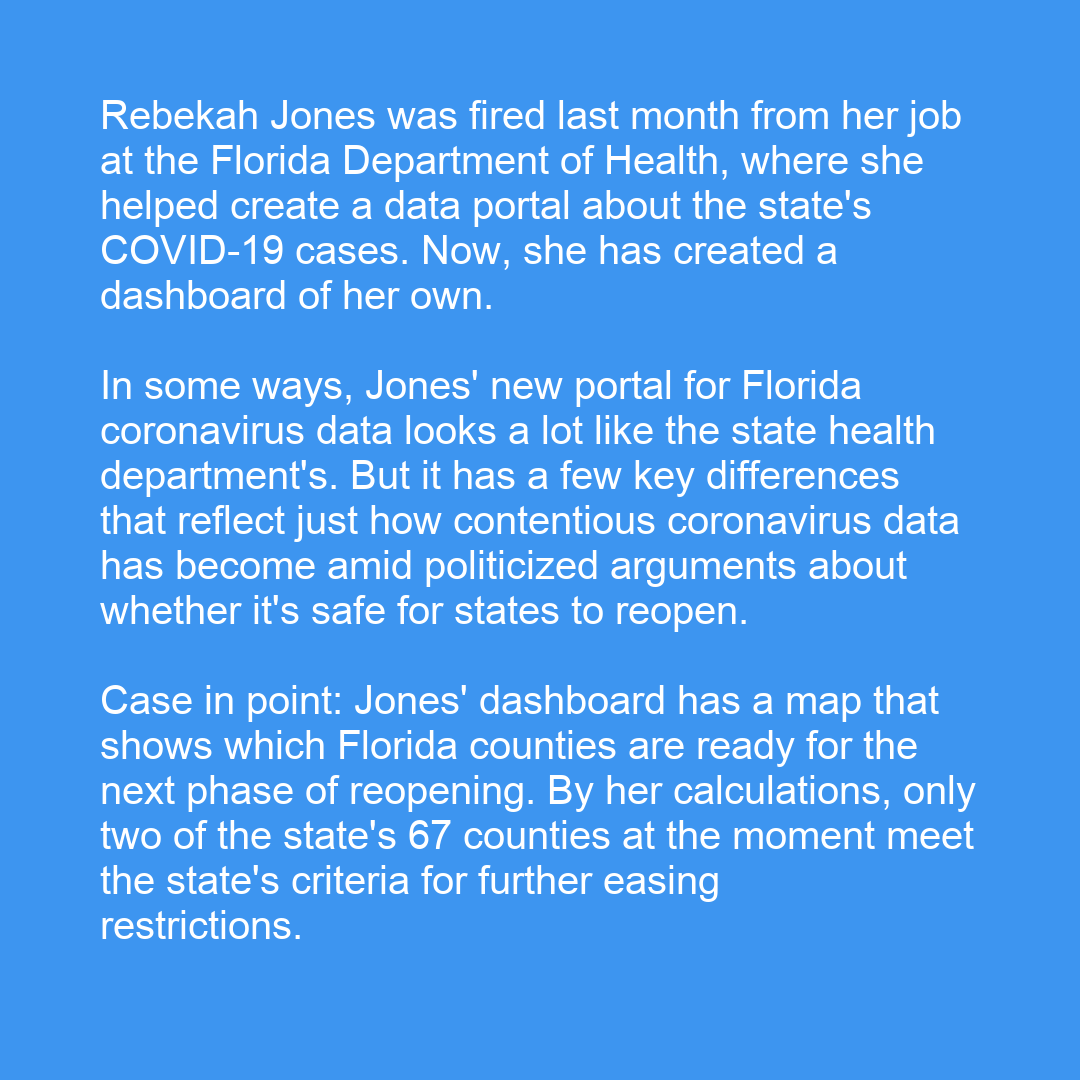 Rebekah Jones was fired last month from her job
at the Florida Department of Health, where she
helped create a data portal about the state's
COVID-19 cases. Now, she has created a
dashboard of her own.

In some ways, Jones' new portal for Florida
coronavirus data looks a lot like the state health
department's. But it has a few key differences
that reflect just how contentious coronavirus data
has become amid politicized arguments about
whether it's safe for states to reopen.

Case in point: Jones' dashboard has a map that
shows which Florida counties are ready for the
next phase of reopening. By her calculations, only
two of the state's 67 counties at the moment meet
the state's criteria for further easing
restrictions.